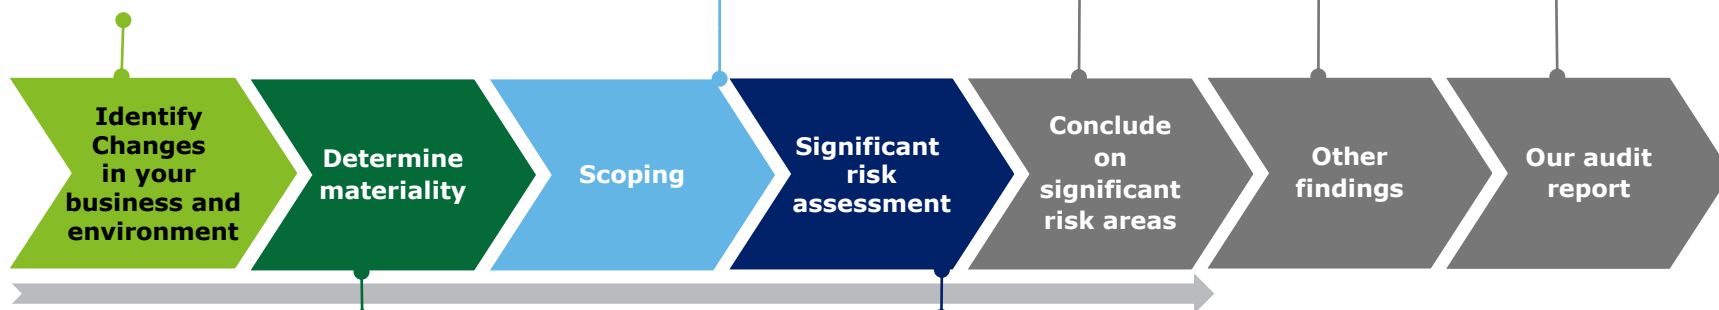 Identify
Changes
in your
business and
environment
Determine
materiality
Scoping
Significant
risk
assessment
Conclude
on
significant
risk areas
Other
findings
Our audit
report